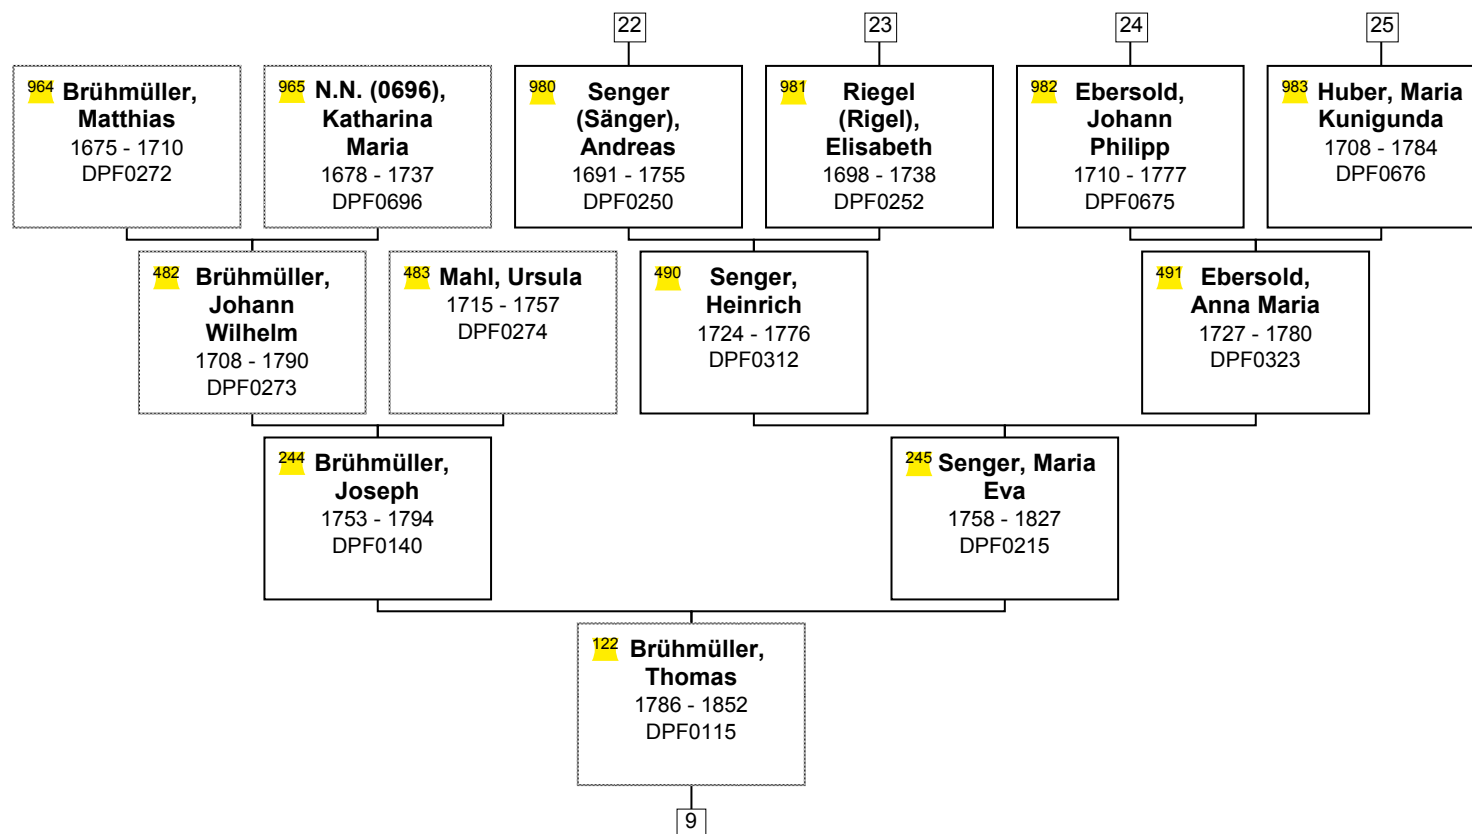 22
23
24
25
964 Brühmüller,
Matthias
1675 - 1710
DPF0272
965 N.N. (0696),
Katharina
Maria
1678 - 1737
DPF0696
980 Senger
(Sänger),
Andreas
1691 - 1755
DPF0250
981 Riegel
(Rigel),
Elisabeth
1698 - 1738
DPF0252
982 Ebersold,
Johann
Philipp
1710 - 1777
DPF0675
983 Huber, Maria
Kunigunda
1708 - 1784
DPF0676
482 Brühmüller,
Johann
Wilhelm
1708 - 1790
DPF0273
483 Mahl, Ursula
1715 - 1757
DPF0274
490 Senger,
Heinrich
1724 - 1776
DPF0312
491 Ebersold,
Anna Maria
1727 - 1780
DPF0323
244 Brühmüller,
Joseph
1753 - 1794
DPF0140
245 Senger, Maria
Eva
1758 - 1827
DPF0215
122 Brühmüller,
Thomas
1786 - 1852
DPF0115
9